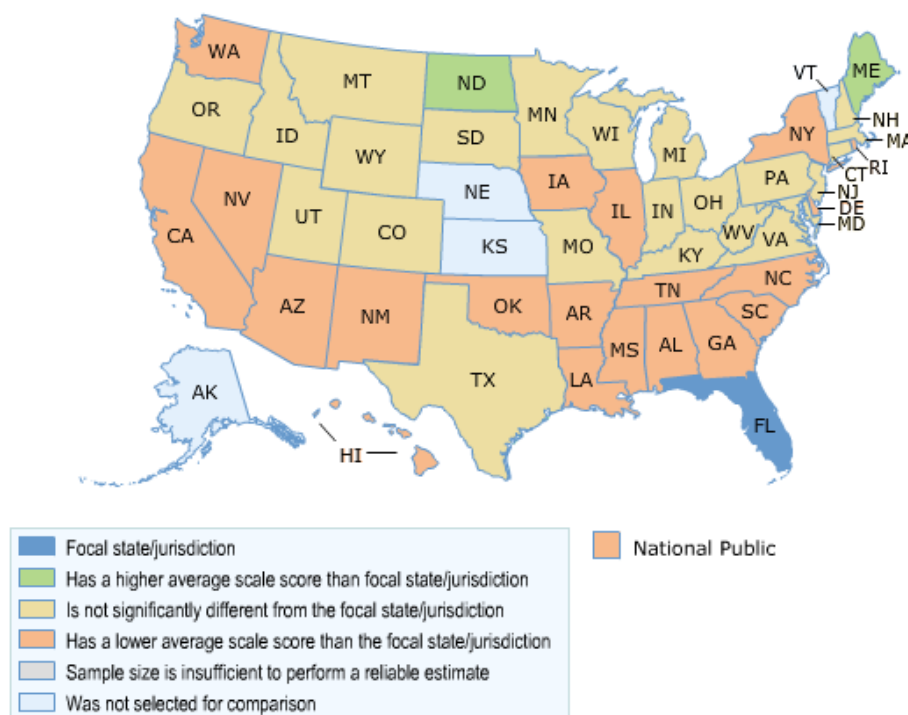 WA
MT
ND
ME
VT
OR
MN
NH
ID
SD
WI
NY
MA
WY
MI
RI
CT
NE
IA
PA
NV
IL
IN
OH
NJ
UT
DE
CO
WV
CA
KS
MO
VA
MD
KY
NC
TN
AZ
OK
NM
AR
SC
MS
AL
GA
LA
TX
AK
FL
HI
Focal state/jurisdiction
National Public
Has a higher average scale score than focal state/jurisdiction
Is not significantly different from the focal state/jurisdiction
Has a lower average scale score than the focal state/jurisdiction
Sample size is insufficient to perform a reliable estimate
Was not selected for comparison